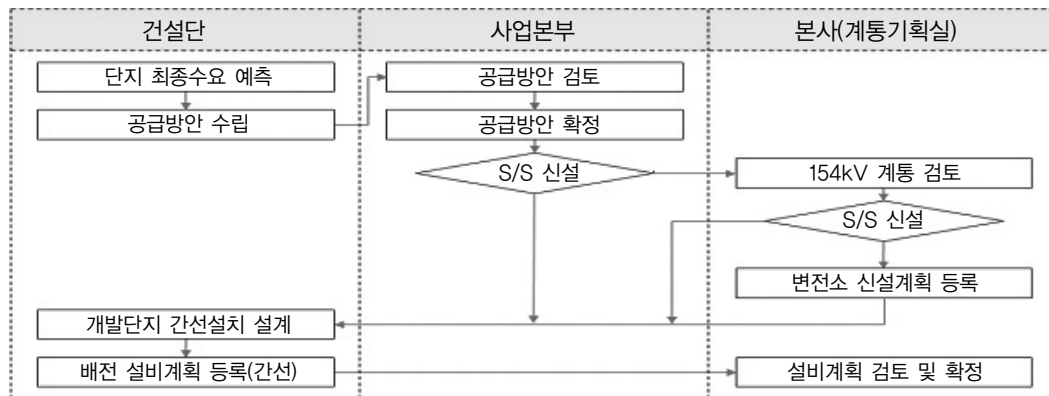 건설단
사업본부
본사(계통기획실)
단지 최종수요 예측
공급방안 검토
공급방안 수립
공급방안 확정
S/S 신설
154kV 계통 검토
S/S 신설
변전소 신설계획 등록
개발단지 간선설치 설계
배전 설비계획 등록(간선)
설비계획 검토 및 확정